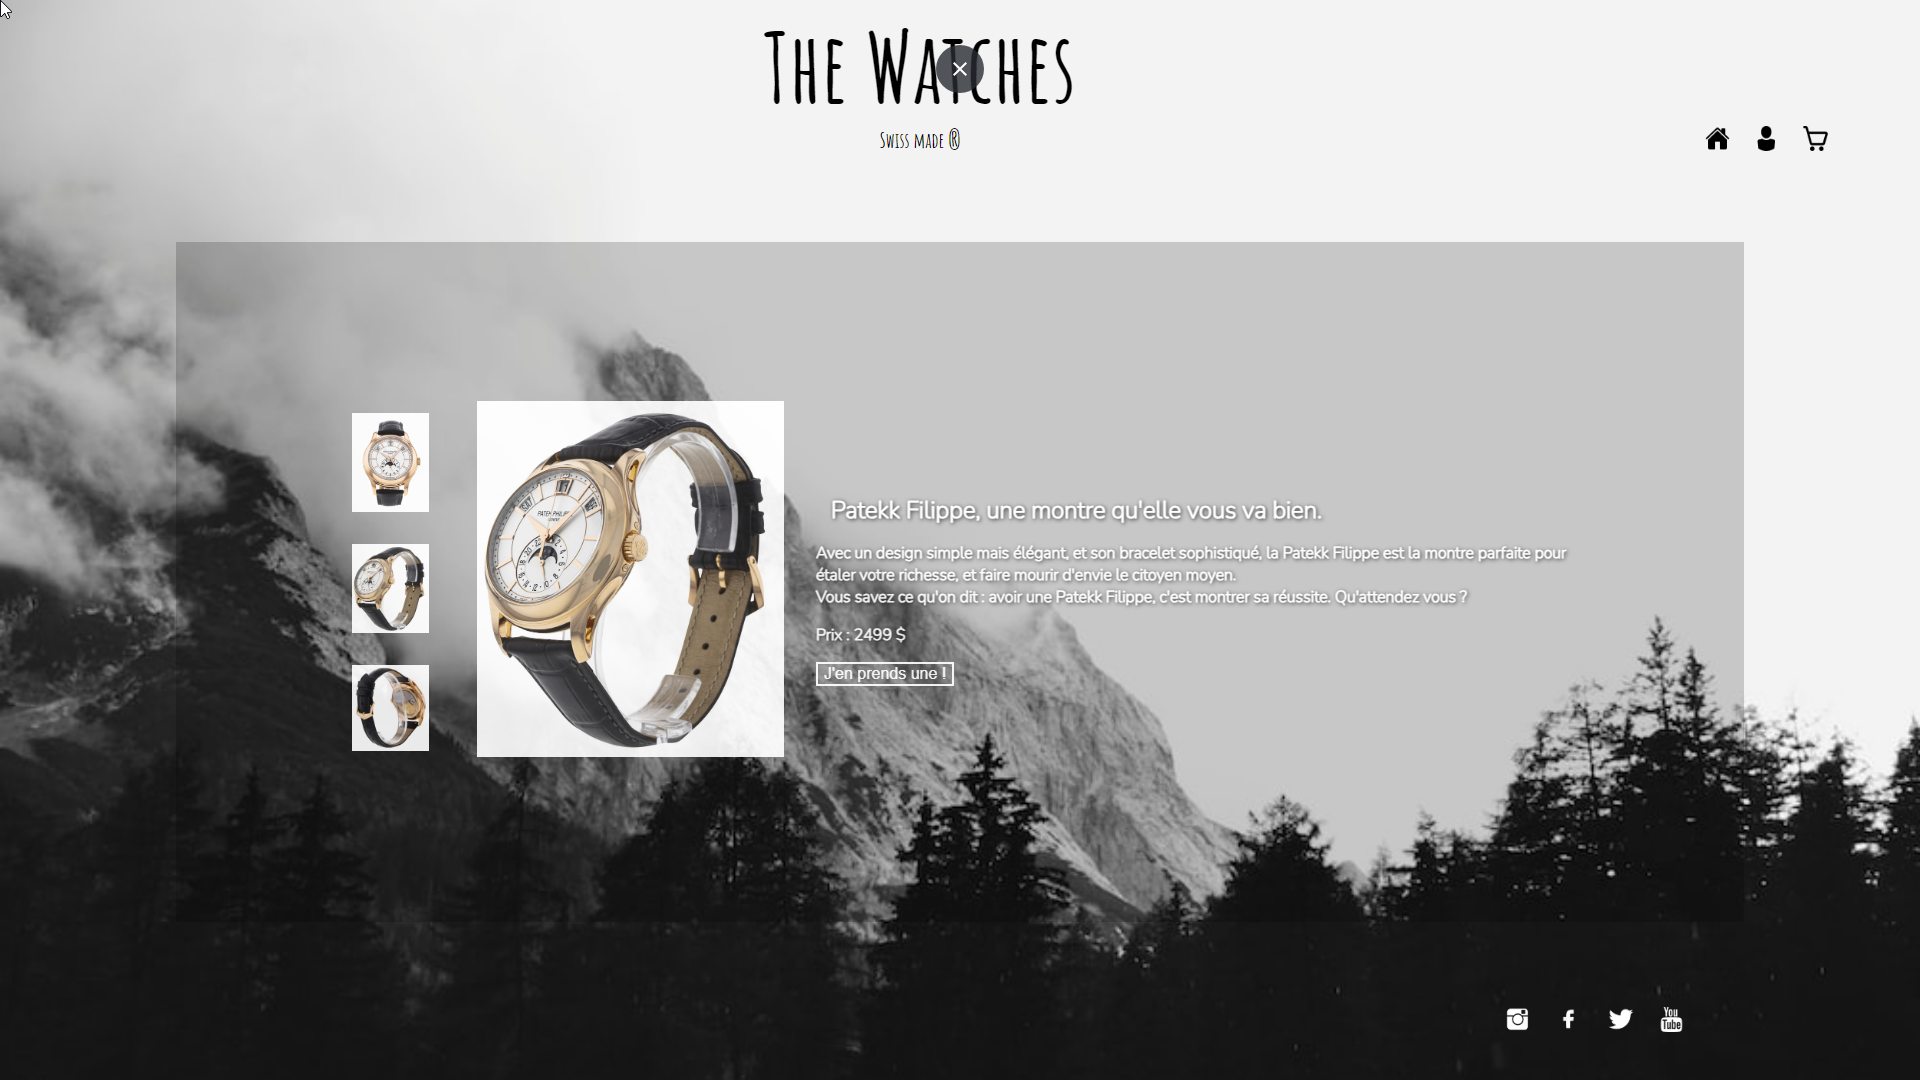 The Watches
Swiss made ®
PATEK PHILIPPE
Patekk Filippe, une montre qu'elle vous va bien.
Avec un design simple mais élégant, et son bracelet sophistiqué, la Patekk Filippe est la montre parfaite pour
étaler votre richesse, et faire mourir d'envie le citoyen moyen.
Vous savez ce qu'on dit : avoir une Patekk Filippe, c'est montrer sa réussite. Qu'attendez vous ?
Prix : 2499 $
J'en prends une !
You
Tube